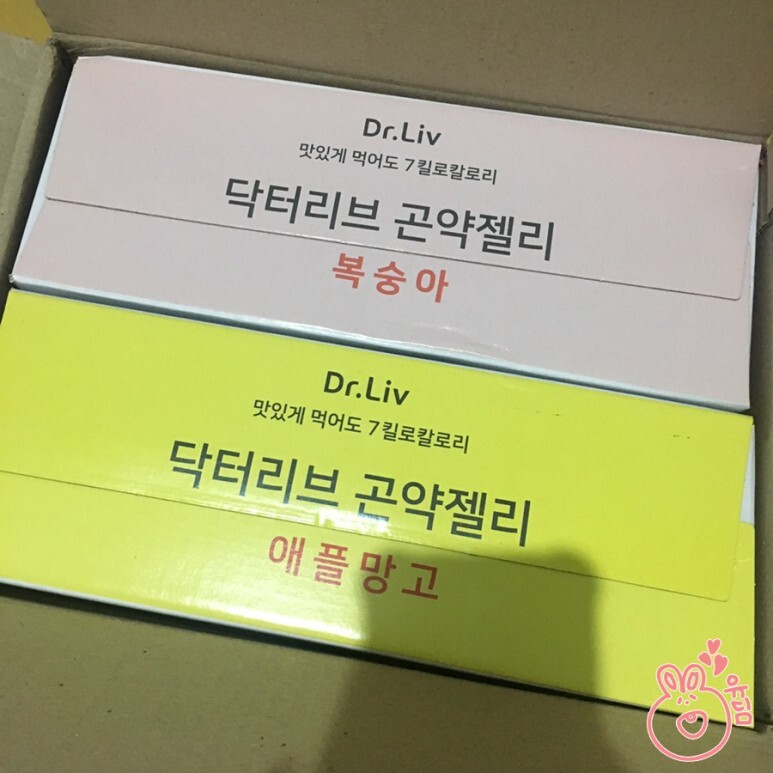 Dr.Liv
맛있게 먹어도 7킬로칼로리
닥터리브 곤약젤리
복숭아
Dr.Liv
맛있게 먹어도 7킬로칼로리
닥터리브 곤약젤리
애플망고
유딤